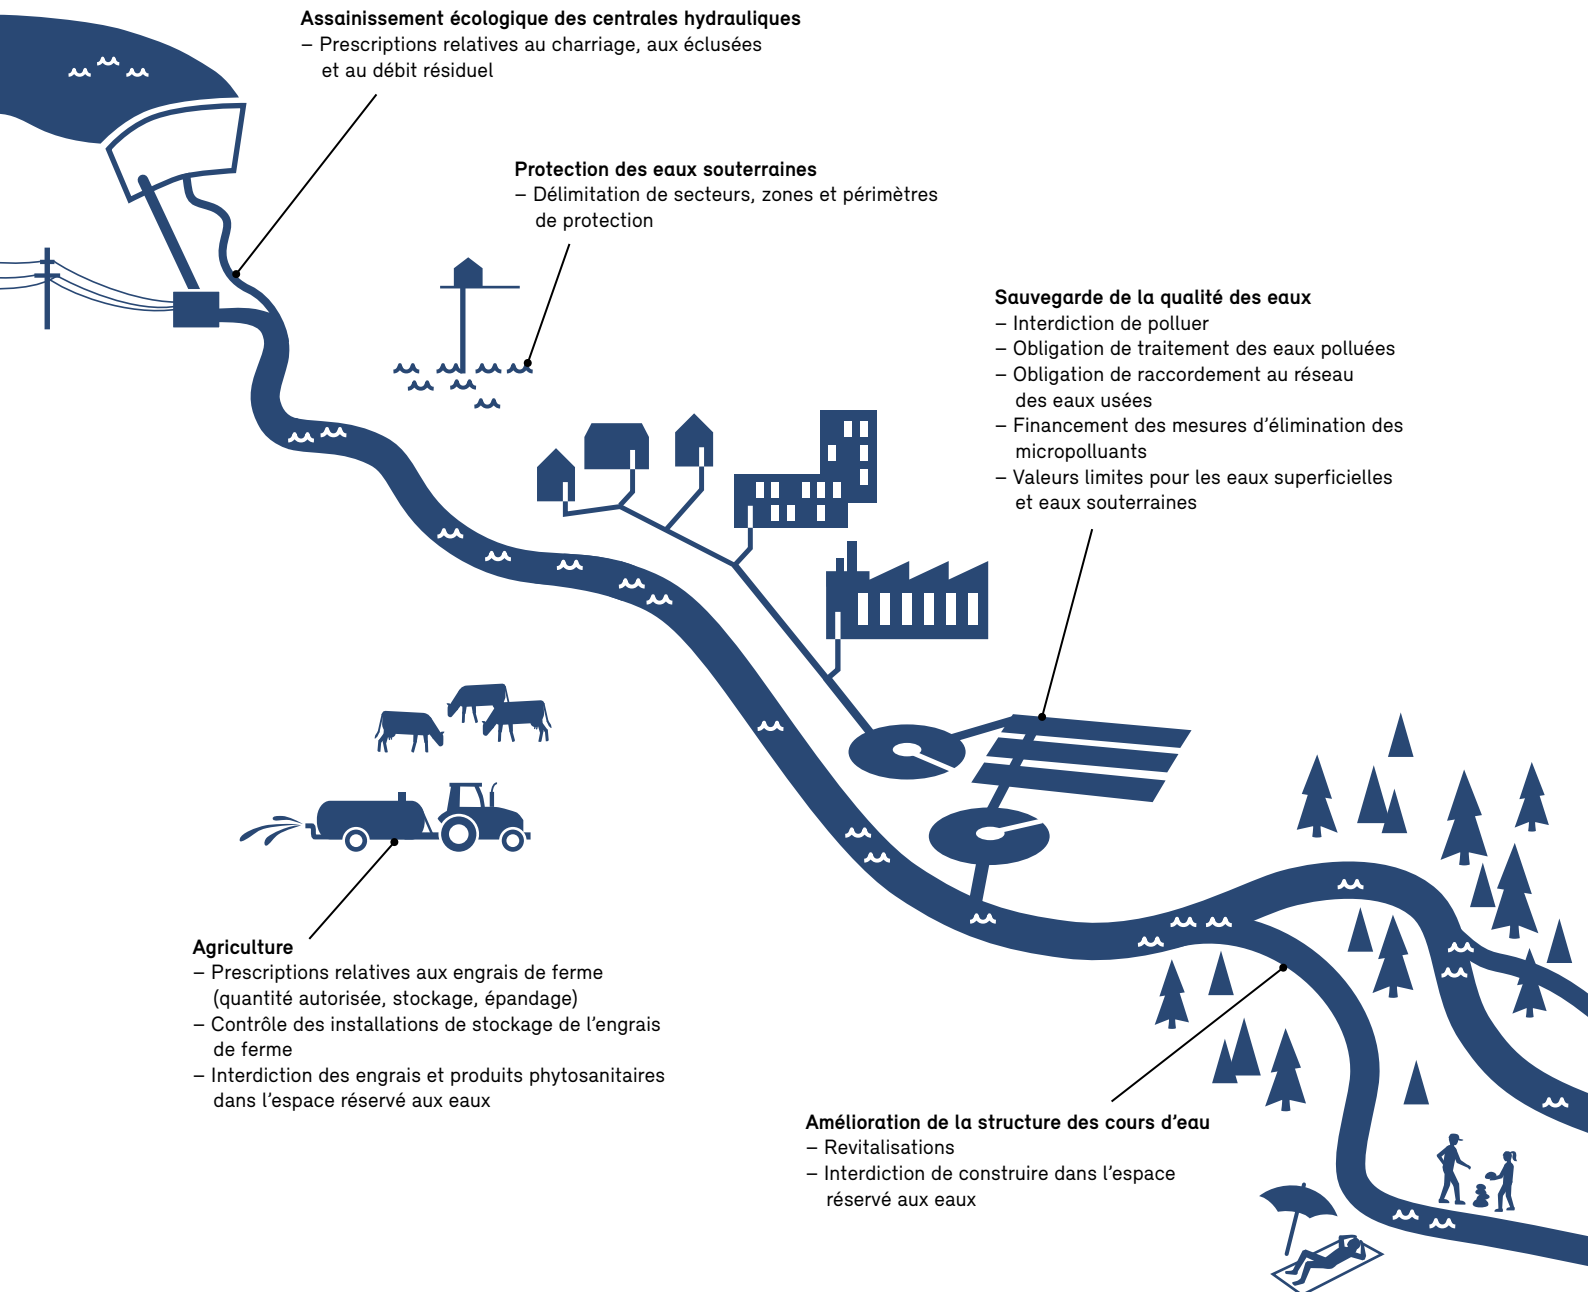 Assainissement écologique des centrales hydrauliques
– Prescriptions relatives au charriage, aux éclusées
et au débit résiduel
Protection des eaux souterraines
– Délimitation de secteurs, zones et périmètres
de protection
Sauvegarde de la qualité des eaux
– Interdiction de polluer
– Obligation de traitement des eaux polluées
– Obligation de raccordement au réseau
des eaux usées
– Financement des mesures d’élimination des
micropolluants
– Valeurs limites pour les eaux superficielles
et eaux souterraines
Agriculture
– Prescriptions relatives aux engrais de ferme
(quantité autorisée, stockage, épandage)
– Contrôle des installations de stockage de l’engrais
de ferme
– Interdiction des engrais et produits phytosanitaires
dans l’espace réservé aux eaux
Amélioration de la structure des cours d’eau
– Revitalisations
– Interdiction de construire dans l’espace
réservé aux eaux